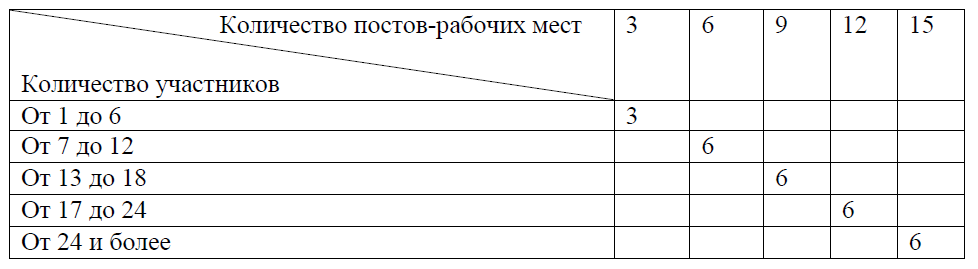 Количество постов-рабочих мест 3 6 9 12 15
Количество участников
От 1 до 6 3
От 7 до 12 6
От 13 до 18 6
От 17 до 24 6
От 24 и более 6